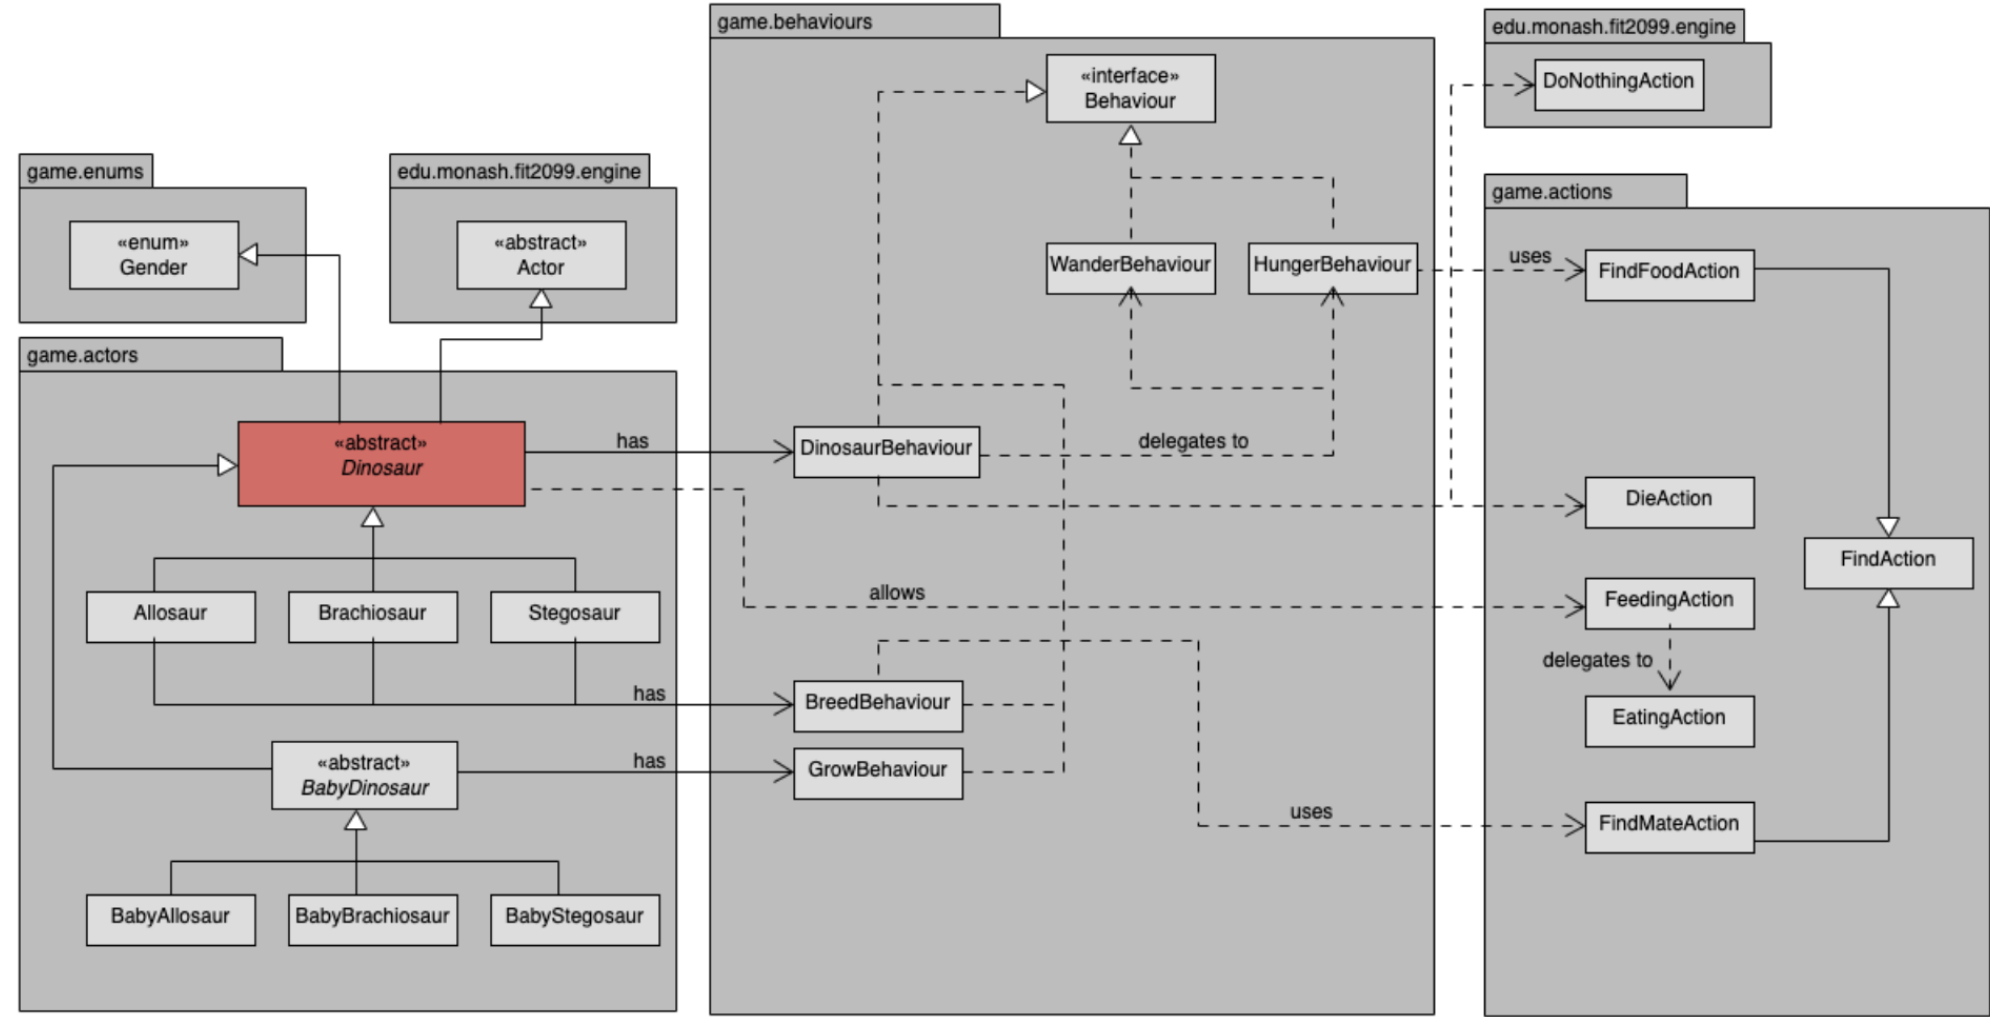 game.behaviours
edu.monash.fit2099.engine
«interface»
Behaviour
DoNothingAction
game.enums
edu.monash.fit2099.engine
game.actions
«enum»
Gender
«abstract»
Actor
WanderBehaviour
HungerBehaviour
uses
FindFoodAction
game.actors
«abstract»
Dinosaur
has
DinosaurBehaviour
delegates to
DieAction
FindAction
allows
FeedingAction
Allosaur
Brachiosaur
Stegosaur
delegates to
has
BreedBehaviour
EatingAction
«abstract»
BabyDinosaur
has
GrowBehaviour
uses
FindMateAction
BabyAllosaur
BabyBrachiosaur
BabyStegosaur